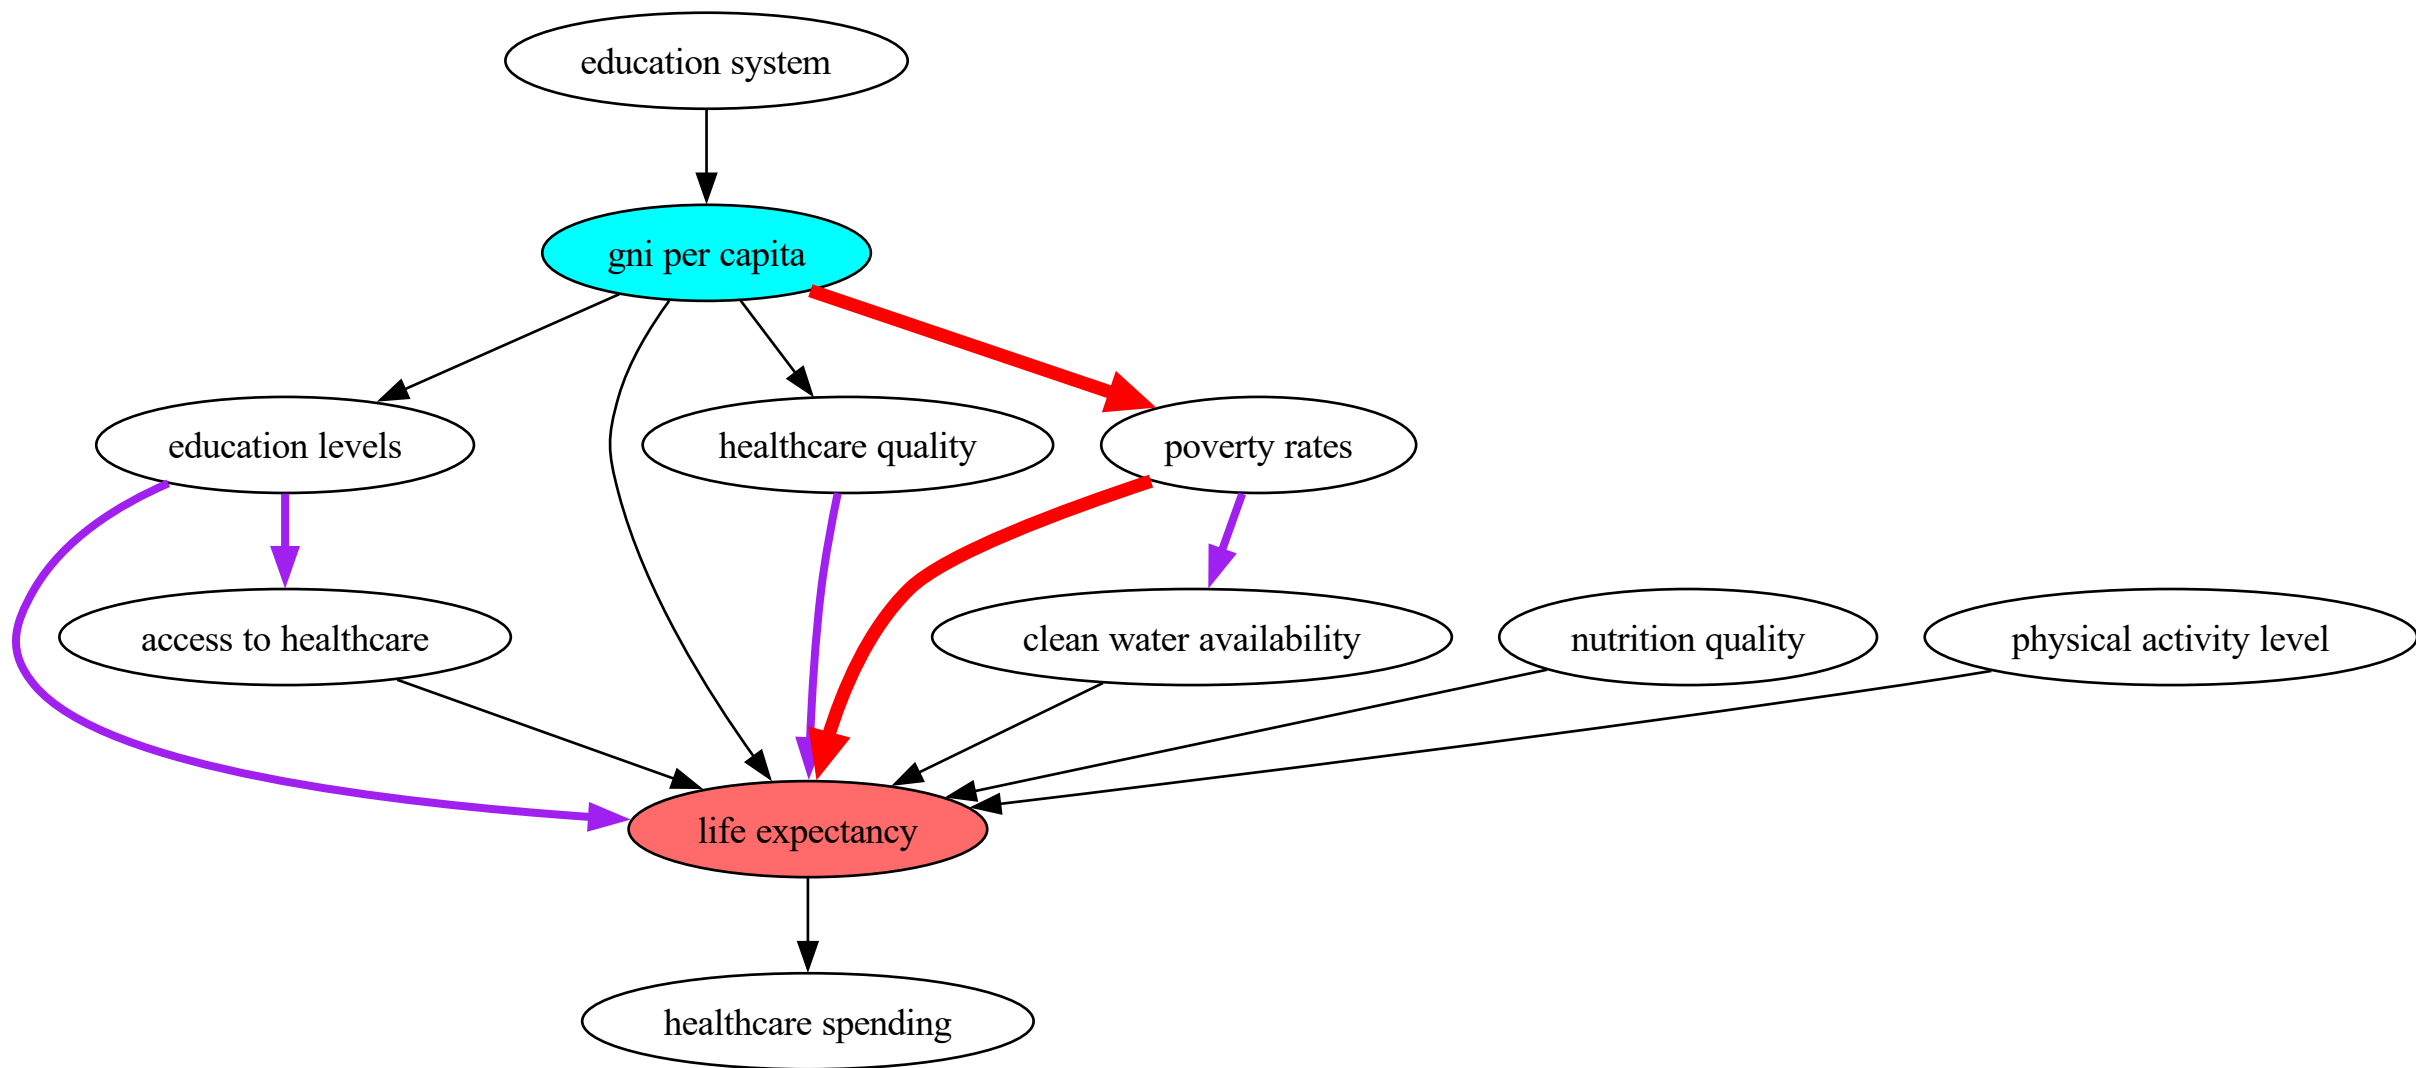 education system
gni per capita
education levels
healthcare quality
poverty rates
access to healthcare
clean water availability
nutrition quality
physical activity level
life expectancy
healthcare spending